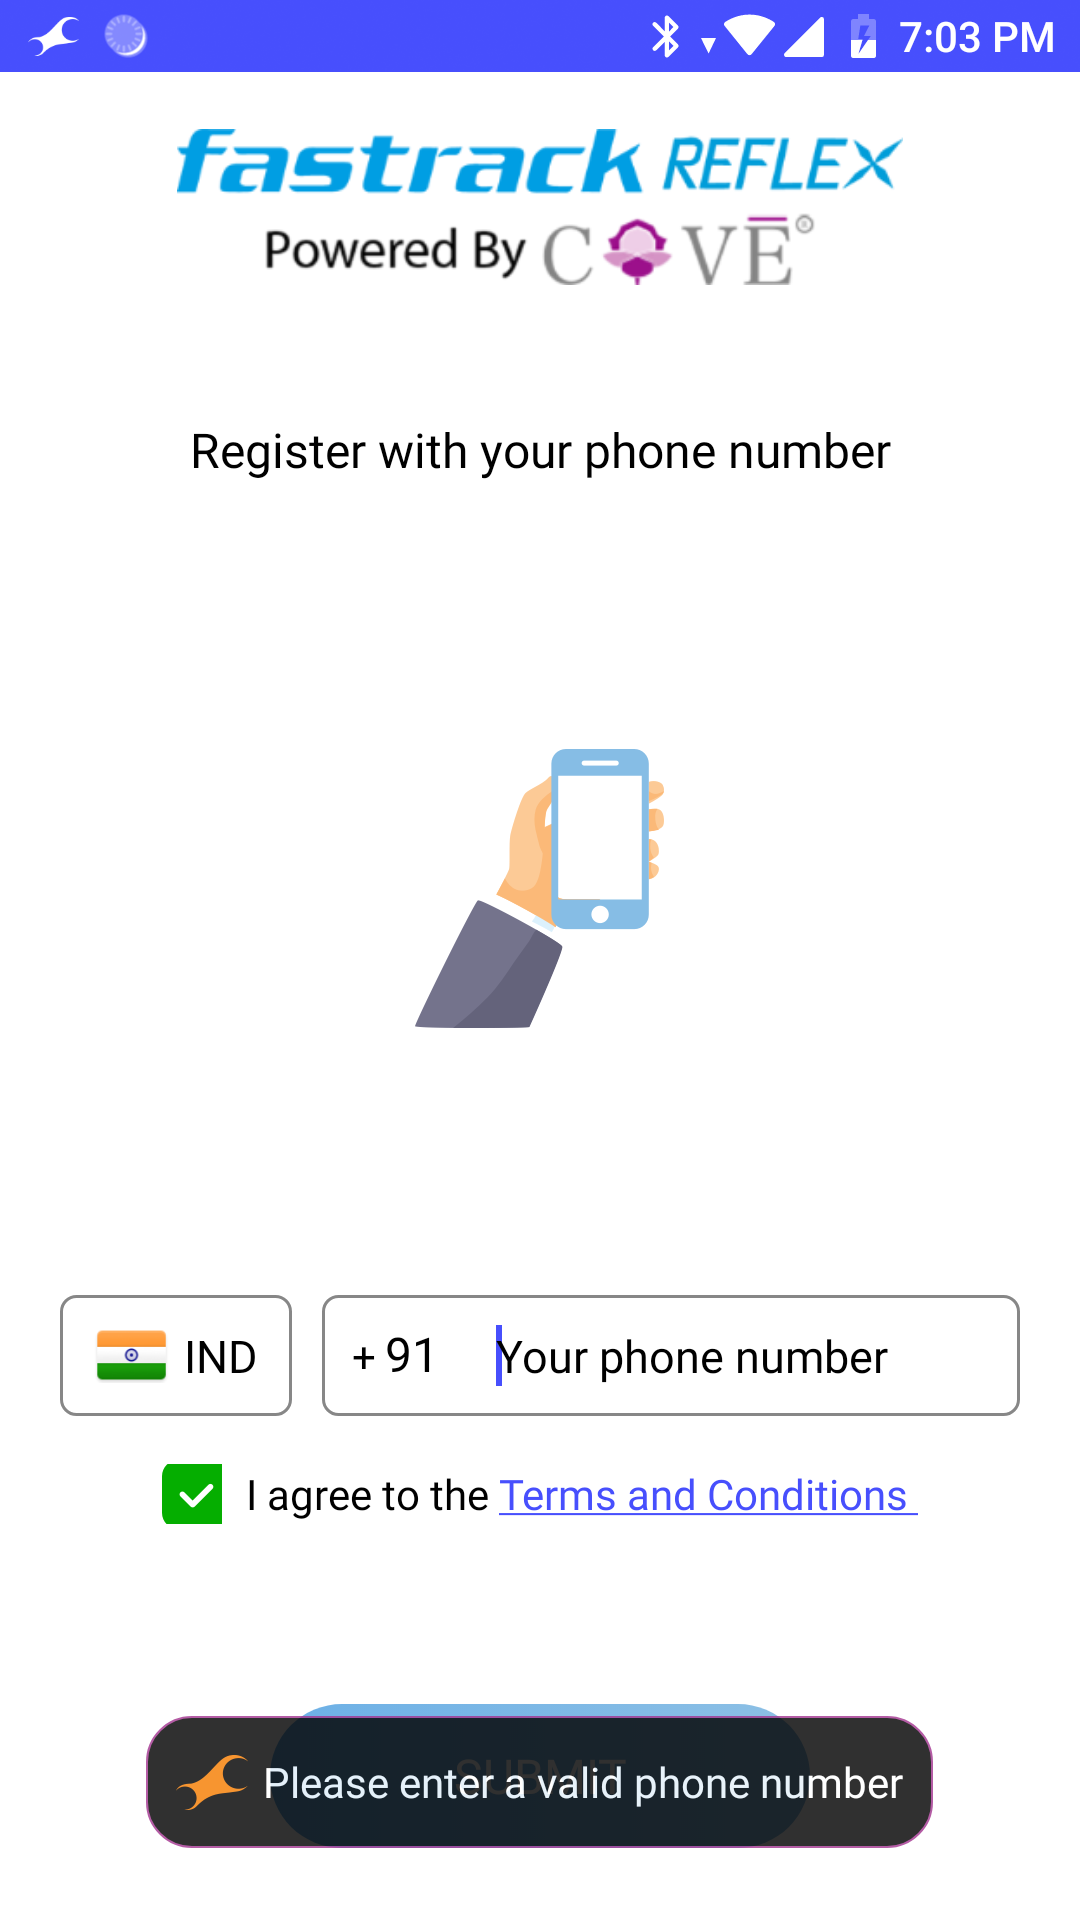 7:03 PM
fastrack REFLEX
Powered By COVE®
Register with your phone number
IND
+ 91 Your phone number
I agree to the Terms and Conditions
SUBMIT
Please enter a valid phone number